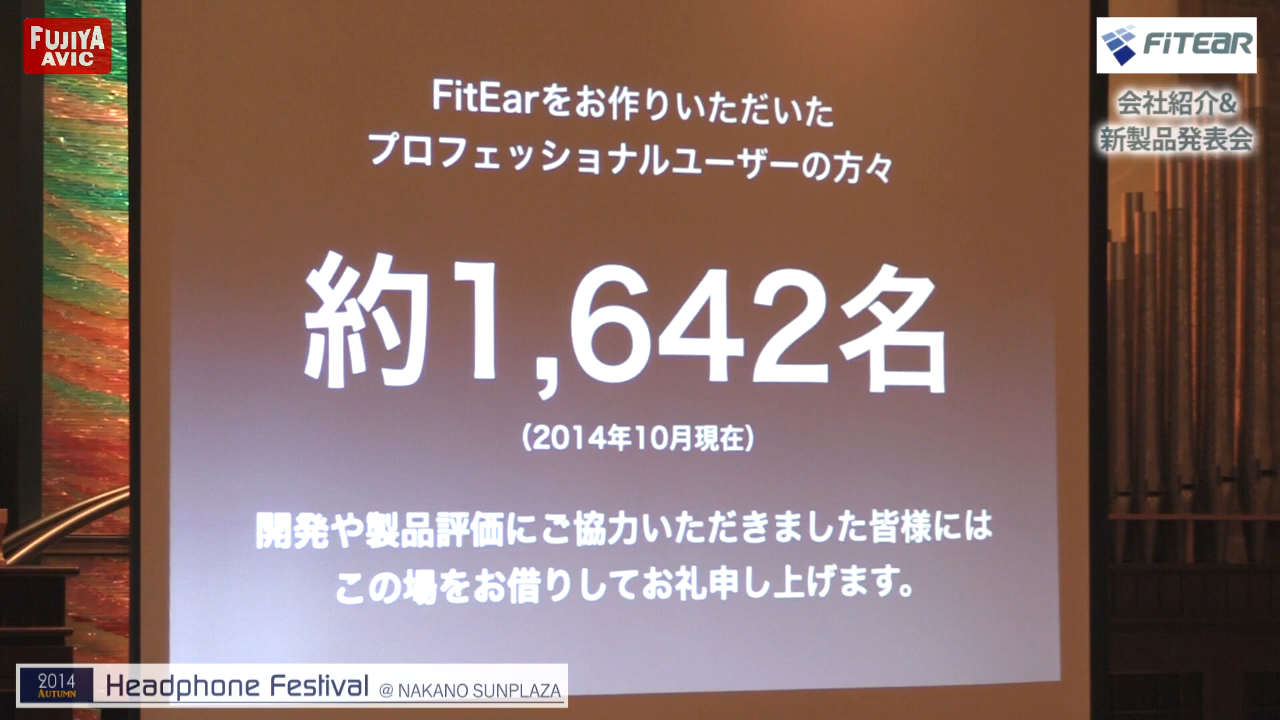 FUJIYA
AVIC
FitEar
会社紹介&
新製品発表会
FitEarをお作りいただいた
プロフェッショナルユーザーの方々
約1,642名
（2014年10月現在）
開発や製品評価にご協力いただきました皆様には
この場をお借りしてお礼申し上げます。
2014
AUTUMN
Headphone Festival @ NAKANO SUNPLAZA